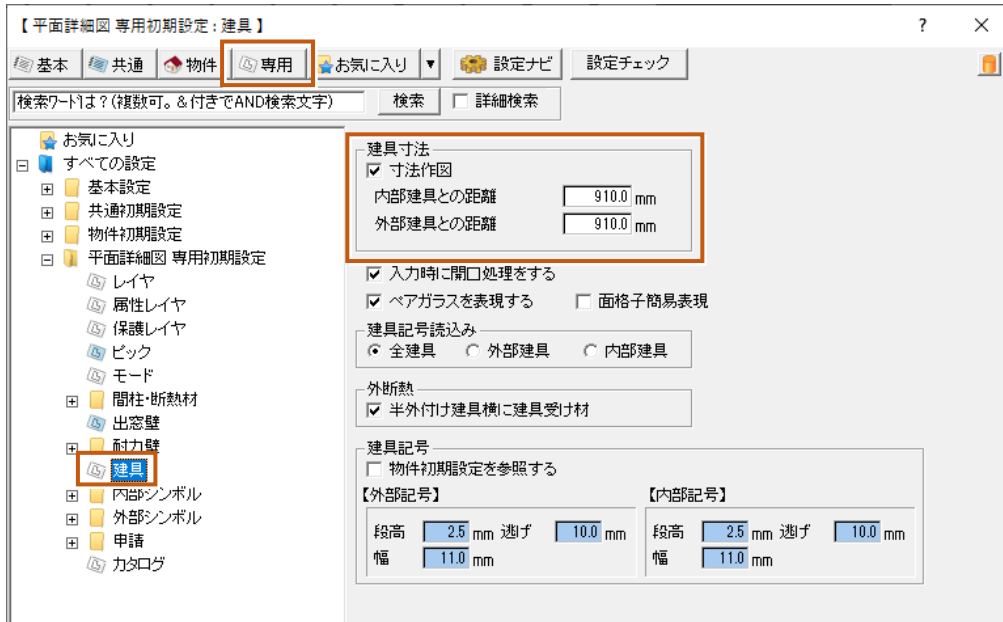 【 平面詳細図 専用初期設定 : 建具 】 ? ×
基本 共通 物件 専用 お気に入り ▼ 設定ナビ 設定チェック
検索ワードは？(複数可。＆付きでAND検索文字) 検索 詳細検索
お気に入り
すべての設定
基本設定
共通初期設定
物件初期設定
平面詳細図 専用初期設定
レイヤ
属性レイヤ
保護レイヤ
ピック
モード
間柱・断熱材
出窓壁
耐力壁
建具
内部シンボル
外部シンボル
申請
カタログ
建具寸法
寸法作図
内部建具との距離 910.0 mm
外部建具との距離 910.0 mm
入力時に開口処理をする
ペアガラスを表現する 面格子簡易表現
建具記号読込み
全建具 外部建具 内部建具
外断熱
半外付け建具横に建具受け材
建具記号
物件初期設定を参照する
【外部記号】 【内部記号】
段高 2.5 mm 逃げ 10.0 mm 段高 2.5 mm 逃げ 10.0 mm
幅 11.0 mm 幅 11.0 mm